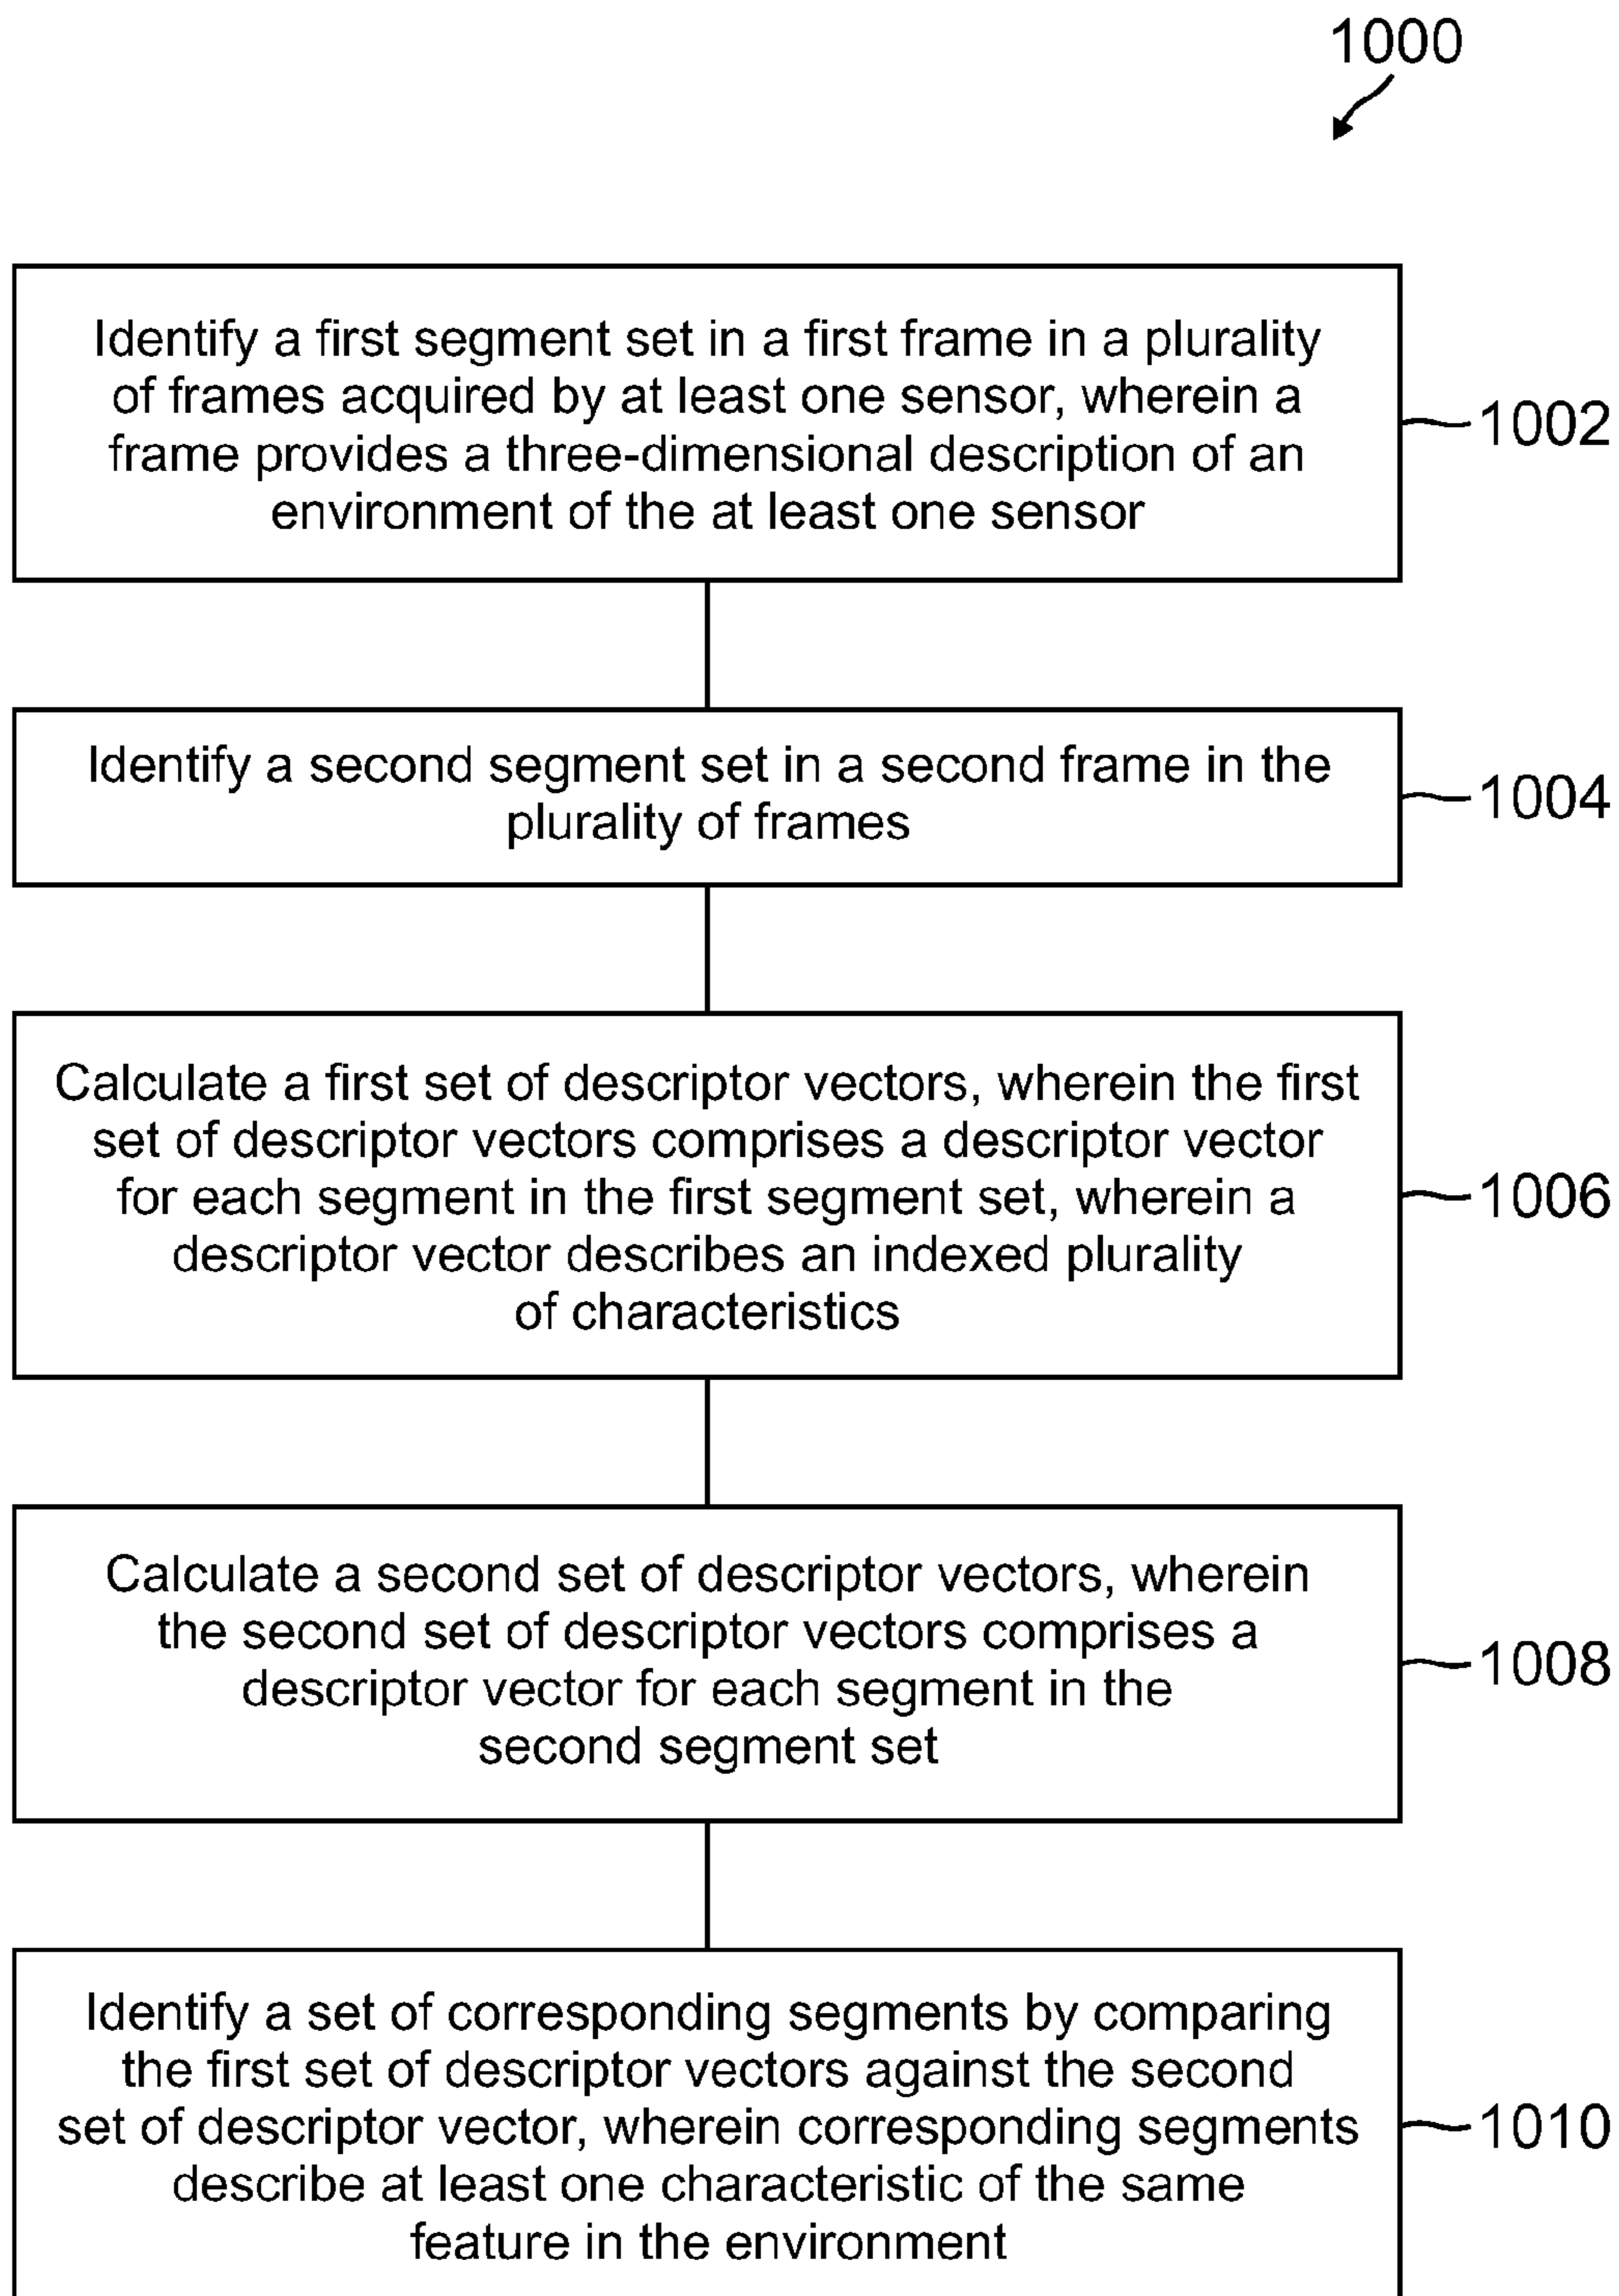 1000
Identify a first segment set in a first frame in a plurality
of frames acquired by at least one sensor, wherein a
frame provides a three-dimensional description of an
environment of the at least one sensor
1002
Identify a second segment set in a second frame in the
plurality of frames
1004
Calculate a first set of descriptor vectors, wherein the first
set of descriptor vectors comprises a descriptor vector
for each segment in the first segment set, wherein a
descriptor vector describes an indexed plurality
of characteristics
1006
Calculate a second set of descriptor vectors, wherein
the second set of descriptor vectors comprises a
descriptor vector for each segment in the
second segment set
1008
Identify a set of corresponding segments by comparing
the first set of descriptor vectors against the second
set of descriptor vector, wherein corresponding segments
describe at least one characteristic of the same
feature in the environment
1010